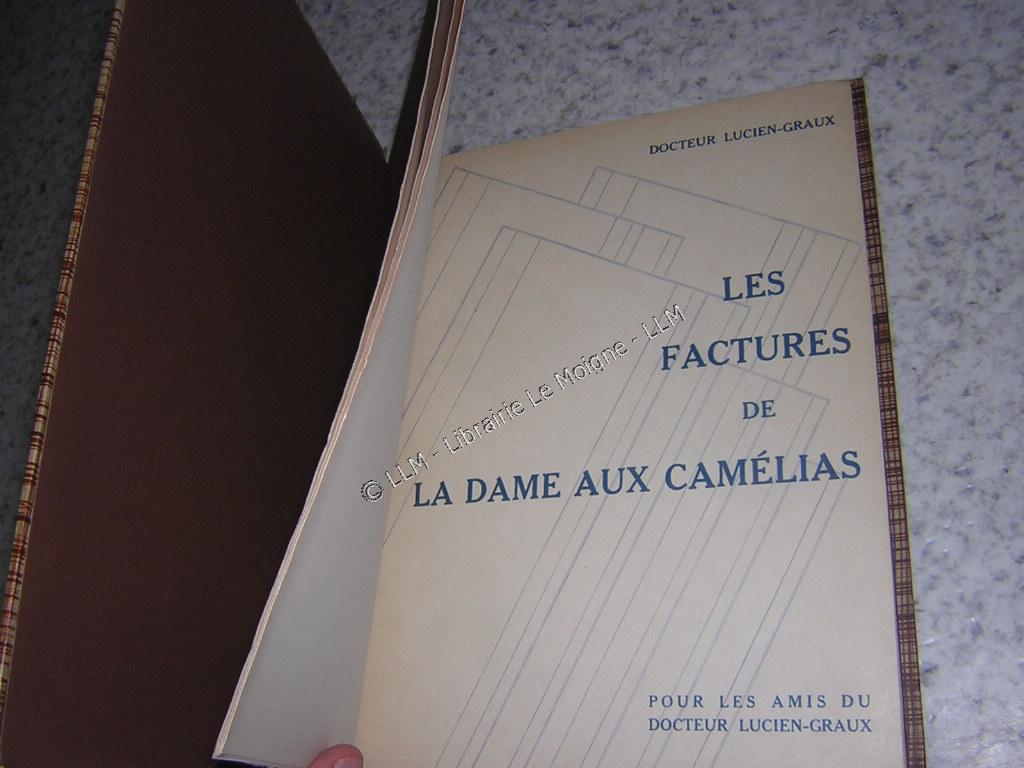 DOCTEUR LUCIEN-GRAUX
LES
FACTURES
DE
LA DAME AUX CAMÉLIAS
© LLM - Librairie Le Moigne - LLM
POUR LES AMIS DU
DOCTEUR LUCIEN-GRAUX